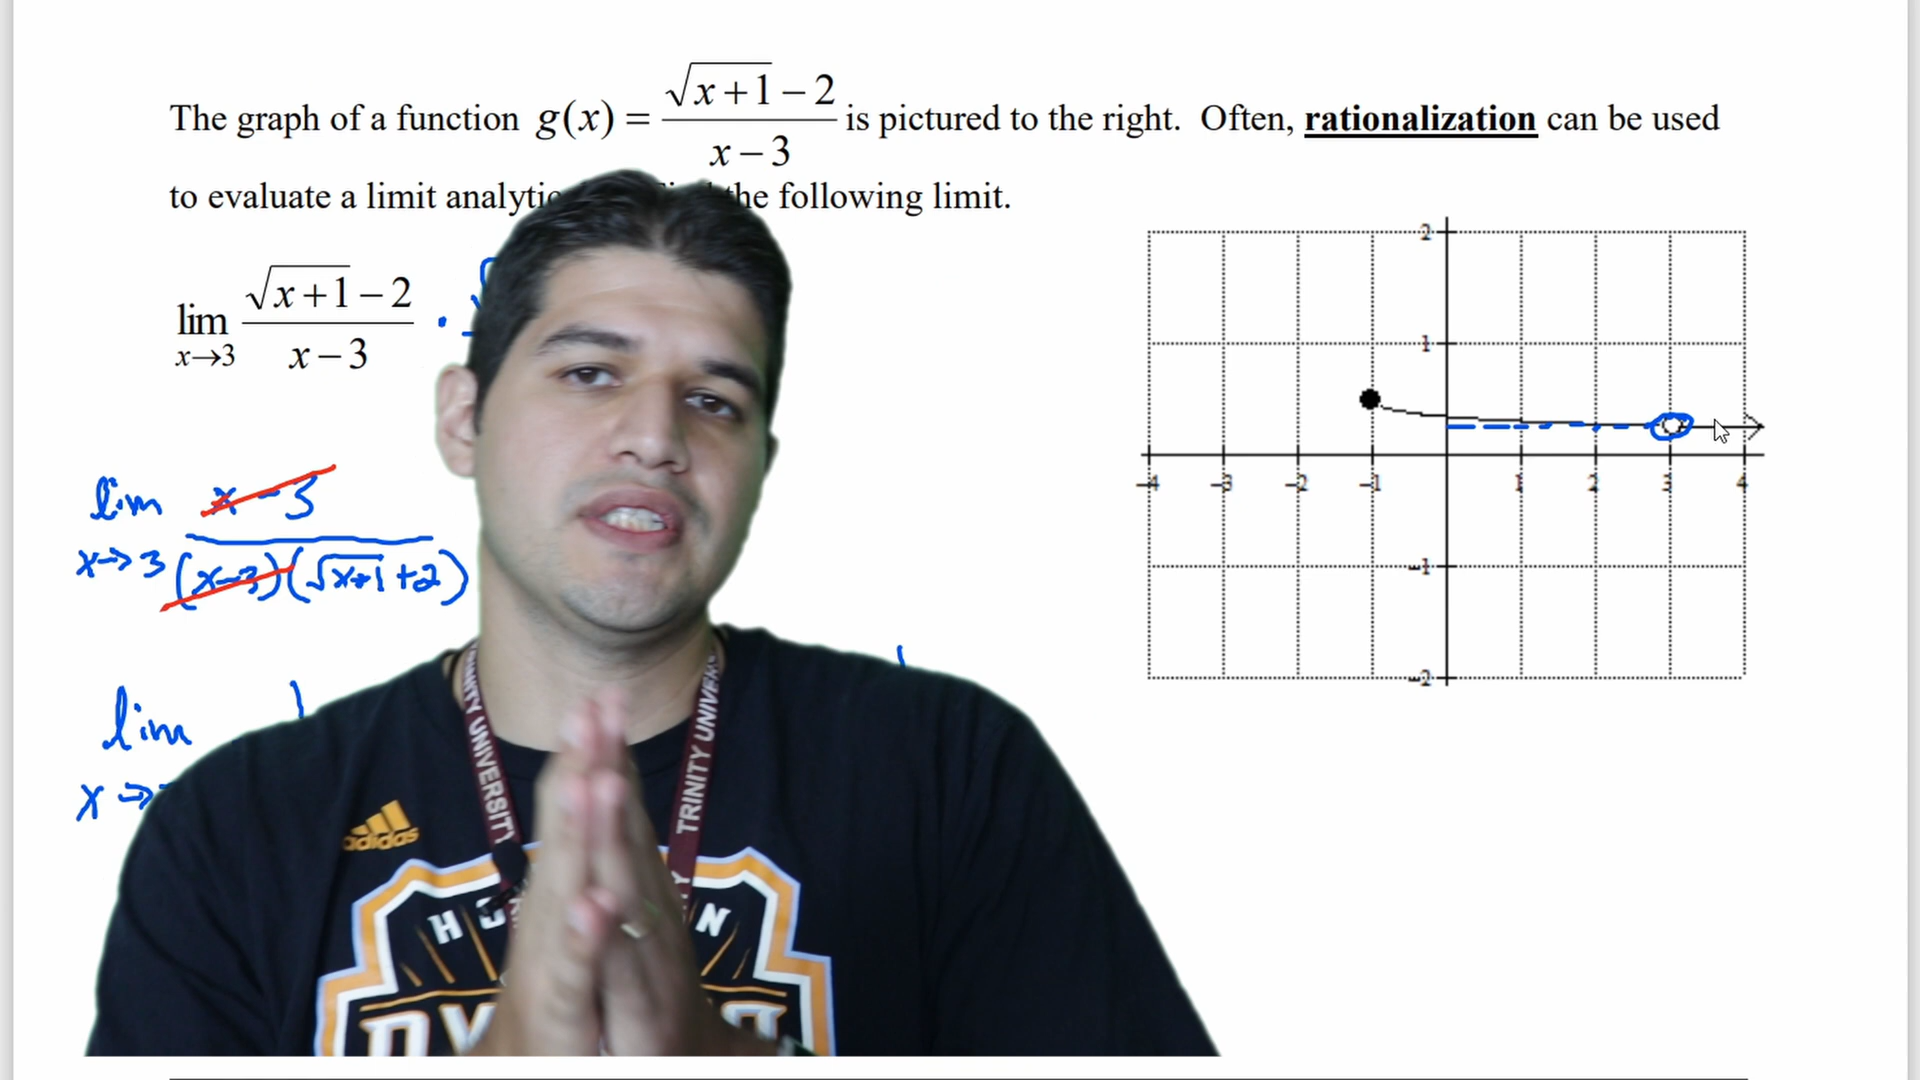 The graph of a function g(x) = (√(x+1) − 2)/(x − 3) is pictured to the right. Often, rationalization can be used
to evaluate a limit the following limit.
lim x→3 (√(x+1) − 2)/(x − 3) ·
lim x→3 (x−3)/((x−3)(√(x+1)+2))
lim 1
x→
2
1
-4 -3 -2 -1 1 2 3 4
-1
-2
TRINITY UNIVERSITY
TRINITY
adidas